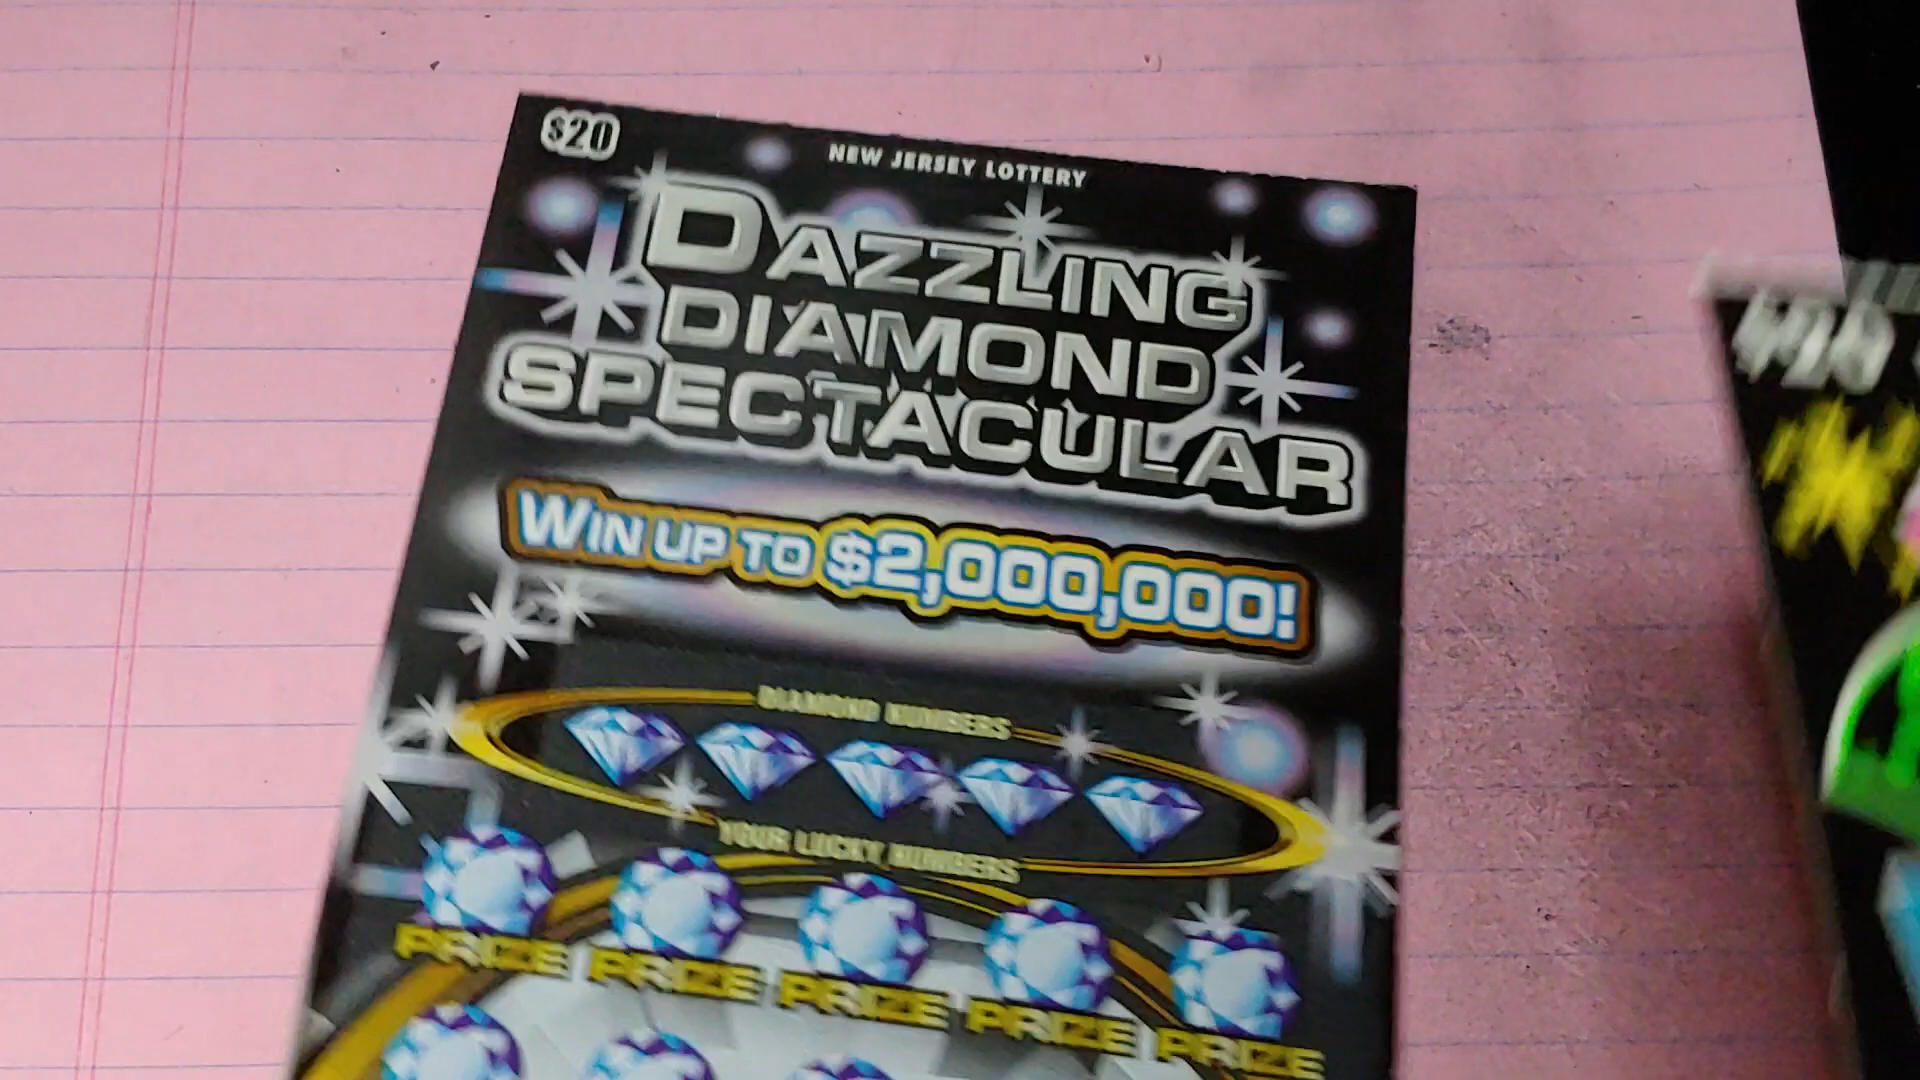 $20
NEW JERSEY LOTTERY
DAZZLING
DIAMOND
SPECTACULAR
WIN UP TO $2,000,000!
DIAMOND NUMBERS
YOUR LUCKY NUMBERS
PRIZE PRIZE PRIZE PRIZE PRIZE